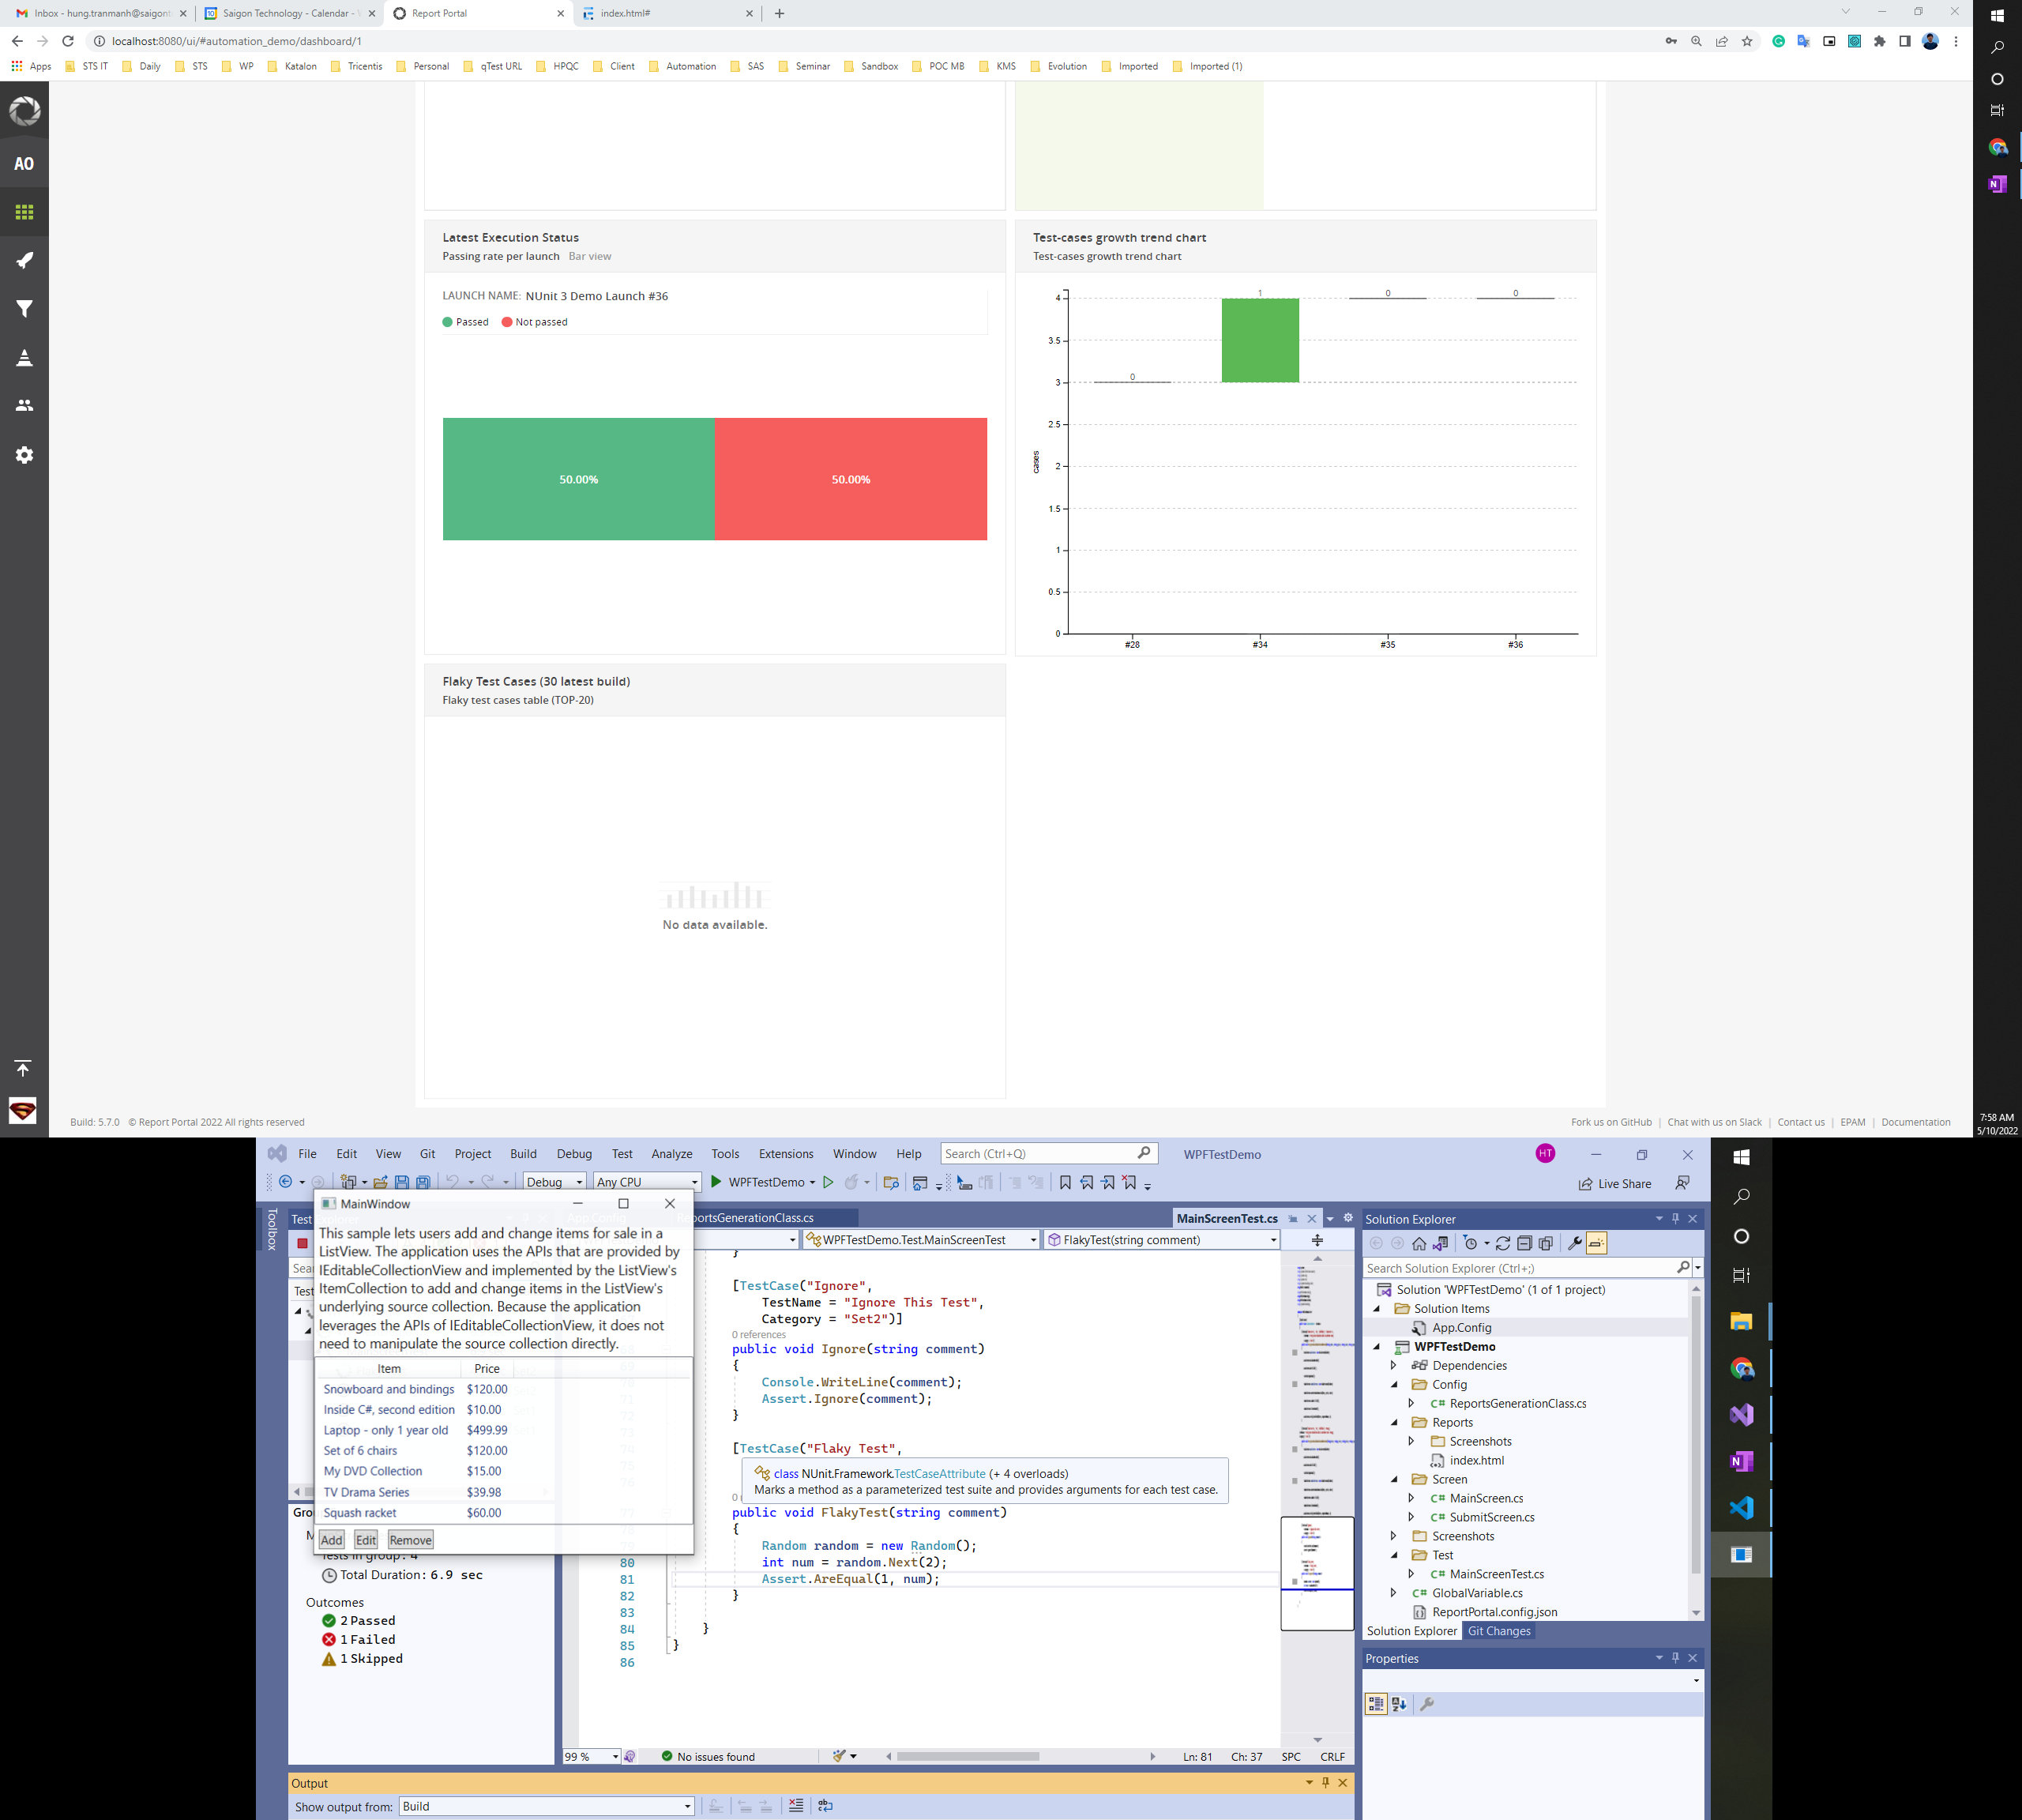 Inbox - hung.tranmanh@saigont
Saigon Technology - Calendar -
Report Portal
index.html#
localhost:8080/ui/#automation_demo/dashboard/1
Apps STS IT Daily STS WP Katalon Tricentis Personal qTest URL HPQC Client Automation SAS Seminar Sandbox POC MB KMS Evolution Imported Imported (1)
AO
Latest Execution Status
Passing rate per launch Bar view
LAUNCH NAME: NUnit 3 Demo Launch #36
Passed Not passed
50.00% 50.00%
Test-cases growth trend chart
Test-cases growth trend chart
4
3.5
3
2.5
2
1.5
1
0.5
0
cases
0 1 0 0
#28 #34 #35 #36
Flaky Test Cases (30 latest build)
Flaky test cases table (TOP-20)
No data available.
Build: 5.7.0 © Report Portal 2022 All rights reserved
Fork us on GitHub | Chat with us on Slack | Contact us | EPAM | Documentation
7:58 AM
5/10/2022
File Edit View Git Project Build Debug Test Analyze Tools Extensions Window Help Search (Ctrl+Q) WPFTestDemo HT
Debug Any CPU WPFTestDemo Live Share
Toolbox
Test
MainWindow
This sample lets users add and change items for sale in a
ListView. The application uses the APIs that are provided by
IEditableCollectionView and implemented by the ListView's
ItemCollection to add and change items in the ListView's
underlying source collection. Because the application
leverages the APIs of IEditableCollectionView, it does not
need to manipulate the source collection directly.
Item Price
Snowboard and bindings $120.00
Inside C#, second edition $10.00
Laptop - only 1 year old $499.99
Set of 6 chairs $120.00
My DVD Collection $15.00
TV Drama Series $39.98
Squash racket $60.00
Add Edit Remove
Tests in group: 4
Total Duration: 6.9 sec
Outcomes
2 Passed
1 Failed
1 Skipped
ortsGenerationClass.cs MainScreenTest.cs
WPFTestDemo.Test.MainScreenTest FlakyTest(string comment)
}
[TestCase("Ignore",
TestName = "Ignore This Test",
Category = "Set2")]
0 references
public void Ignore(string comment)
{
Console.WriteLine(comment);
Assert.Ignore(comment);
}
[TestCase("Flaky Test",
class NUnit.Framework.TestCaseAttribute (+ 4 overloads)
Marks a method as a parameterized test suite and provides arguments for each test case.
public void FlakyTest(string comment)
{
Random random = new Random();
80 int num = random.Next(2);
81 Assert.AreEqual(1, num);
82 }
83
84 }
85 }
86
99 % No issues found Ln: 81 Ch: 37 SPC CRLF
Output
Show output from: Build
Solution Explorer
Search Solution Explorer (Ctrl+;)
Solution 'WPFTestDemo' (1 of 1 project)
Solution Items
App.Config
WPFTestDemo
Dependencies
Config
C# ReportsGenerationClass.cs
Reports
Screenshots
index.html
Screen
C# MainScreen.cs
C# SubmitScreen.cs
Screenshots
Test
C# MainScreenTest.cs
C# GlobalVariable.cs
ReportPortal.config.json
Solution Explorer Git Changes
Properties